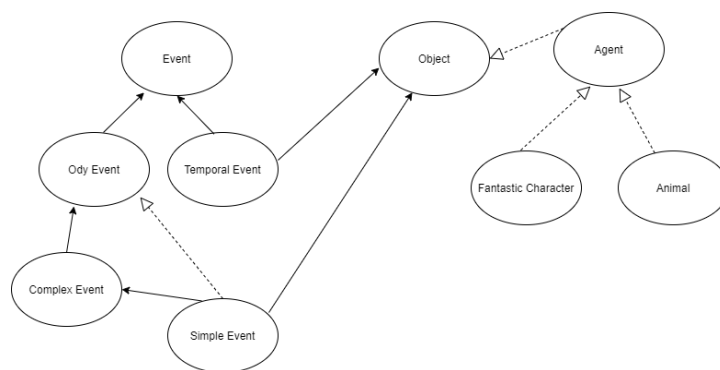 Event
Object
Agent
Ody Event
Temporal Event
Fantastic Character
Animal
Complex Event
Simple Event